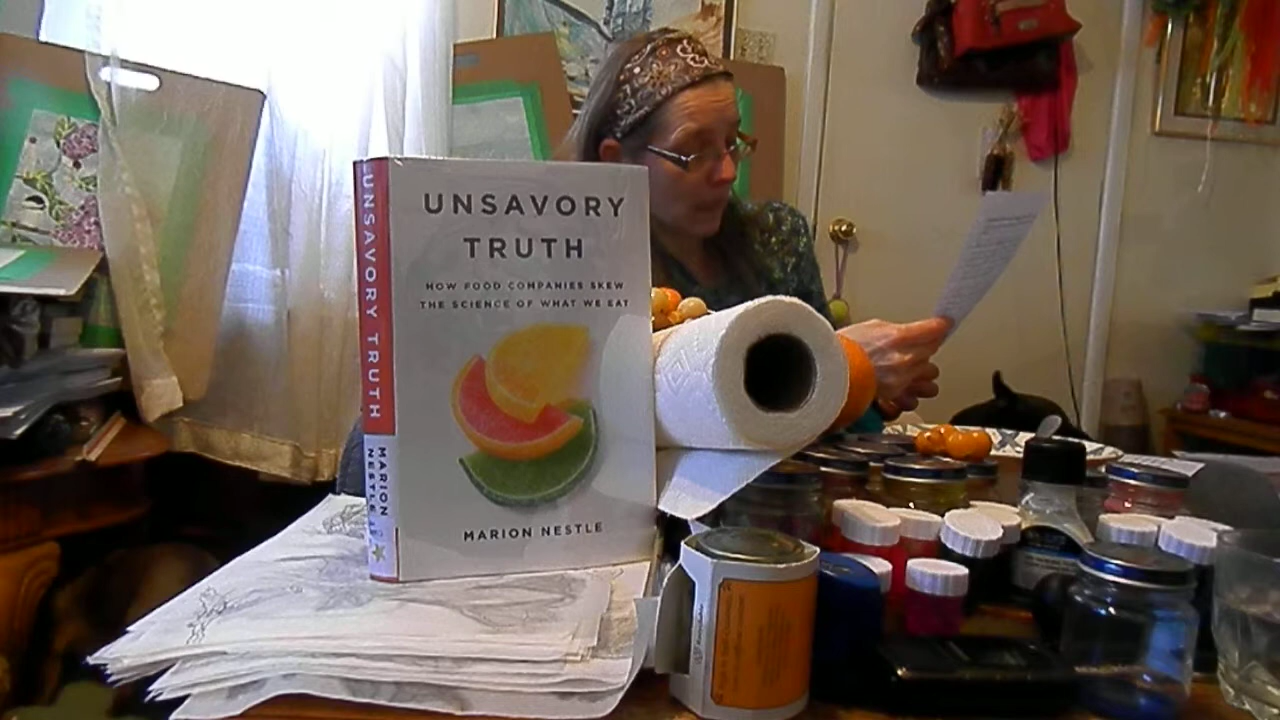 UNSAVORY
TRUTH
HOW FOOD COMPANIES SKEW
THE SCIENCE OF WHAT WE EAT
MARION NESTLE
UNSAVORY TRUTH
MARION
NESTLE